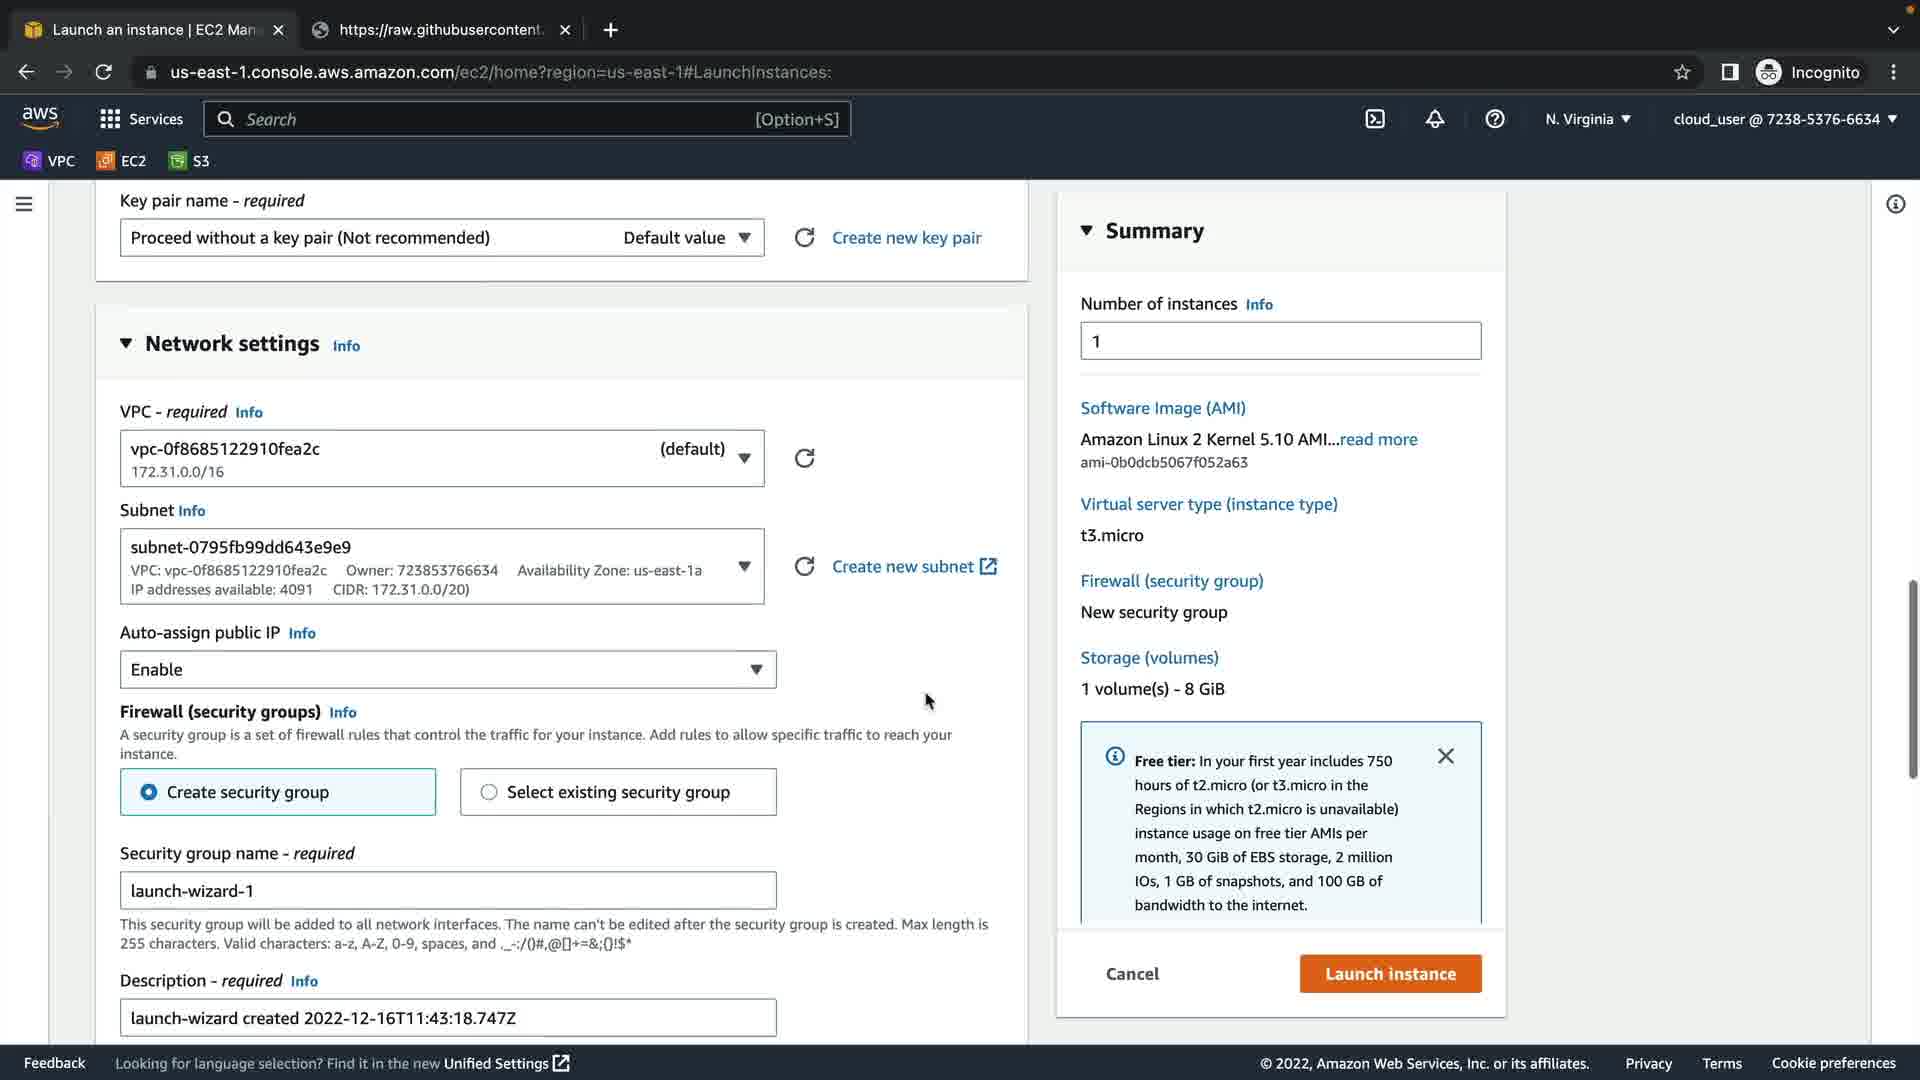 Launch an instance | EC2 Man
https://raw.githubusercontent.
us-east-1.console.aws.amazon.com/ec2/home?region=us-east-1#LaunchInstances:
Incognito
aws
Services
Search
[Option+S]
N. Virginia
cloud_user @ 7238-5376-6634
VPC
EC2
S3
Key pair name - required
Proceed without a key pair (Not recommended)
Default value
Create new key pair
Network settings Info
VPC - required Info
vpc-0f8685122910fea2c
(default)
172.31.0.0/16
Subnet Info
subnet-0795fb99dd643e9e9
VPC: vpc-0f8685122910fea2c Owner: 723853766634 Availability Zone: us-east-1a
IP addresses available: 4091 CIDR: 172.31.0.0/20)
Create new subnet
Auto-assign public IP Info
Enable
Firewall (security groups) Info
A security group is a set of firewall rules that control the traffic for your instance. Add rules to allow specific traffic to reach your
instance.
Create security group
Select existing security group
Security group name - required
launch-wizard-1
This security group will be added to all network interfaces. The name can't be edited after the security group is created. Max length is
255 characters. Valid characters: a-z, A-Z, 0-9, spaces, and ._-:/()#,@[]+=&;{}!$*
Description - required Info
launch-wizard created 2022-12-16T11:43:18.747Z
Summary
Number of instances Info
1
Software Image (AMI)
Amazon Linux 2 Kernel 5.10 AMI...read more
ami-0b0dcb5067f052a63
Virtual server type (instance type)
t3.micro
Firewall (security group)
New security group
Storage (volumes)
1 volume(s) - 8 GiB
Free tier: In your first year includes 750
hours of t2.micro (or t3.micro in the
Regions in which t2.micro is unavailable)
instance usage on free tier AMIs per
month, 30 GiB of EBS storage, 2 million
IOs, 1 GB of snapshots, and 100 GB of
bandwidth to the internet.
Cancel
Launch instance
Feedback
Looking for language selection? Find it in the new Unified Settings
© 2022, Amazon Web Services, Inc. or its affiliates.
Privacy
Terms
Cookie preferences